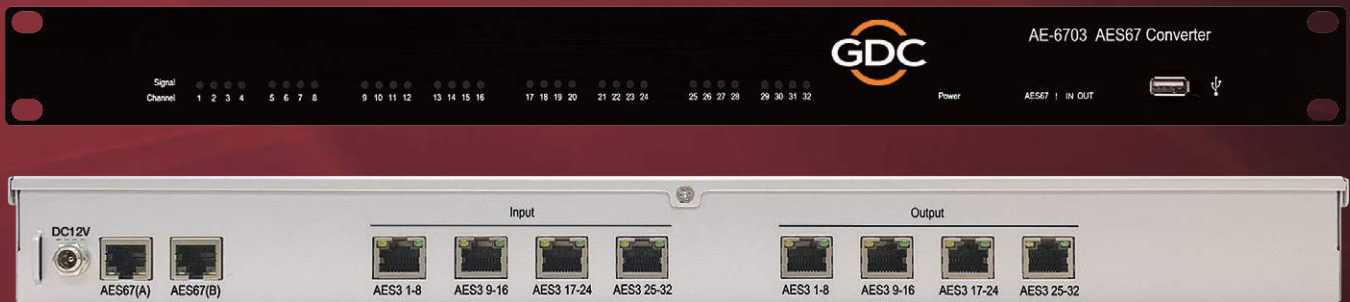 GDC
AE-6703 AES67 Converter
Signal
Channel 1 2 3 4 5 6 7 8 9 10 11 12 13 14 15 16 17 18 19 20 21 22 23 24 25 26 27 28 29 30 31 32 Power AES67 ! IN OUT
Input Output
DC12V
AES67(A) AES67(B) AES3 1-8 AES3 9-16 AES3 17-24 AES3 25-32 AES3 1-8 AES3 9-16 AES3 17-24 AES3 25-32